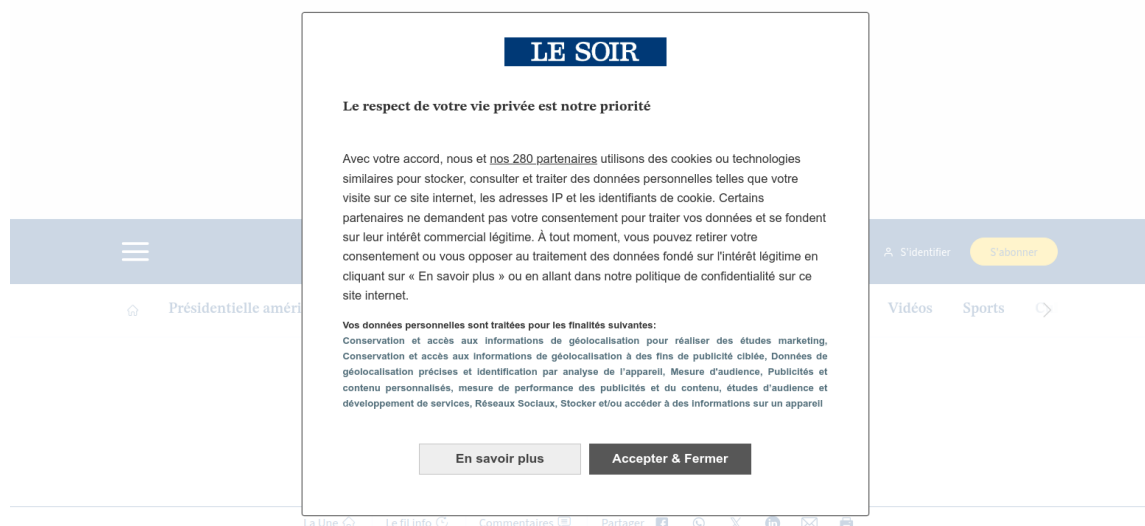 LE SOIR
Le respect de votre vie privée est notre priorité
Avec votre accord, nous et nos 280 partenaires utilisons des cookies ou technologies
similaires pour stocker, consulter et traiter des données personnelles telles que votre
visite sur ce site internet, les adresses IP et les identifiants de cookie. Certains
partenaires ne demandent pas votre consentement pour traiter vos données et se fondent
sur leur intérêt commercial légitime. À tout moment, vous pouvez retirer votre
consentement ou vous opposer au traitement des données fondé sur l'intérêt légitime en
cliquant sur « En savoir plus » ou en allant dans notre politique de confidentialité sur ce
site internet.
S'identifier
S'abonner
Présidentielle améri
Vidéos
Sports
Vos données personnelles sont traitées pour les finalités suivantes:
Conservation et accès aux informations de géolocalisation pour réaliser des études marketing,
Conservation et accès aux informations de géolocalisation à des fins de publicité ciblée, Données de
géolocalisation précises et identification par analyse de l'appareil, Mesure d'audience, Publicités et
contenu personnalisés, mesure de performance des publicités et du contenu, études d'audience et
développement de services, Réseaux Sociaux, Stocker et/ou accéder à des informations sur un appareil
En savoir plus
Accepter & Fermer
La Une
Le fil info
Commentaires
Partager